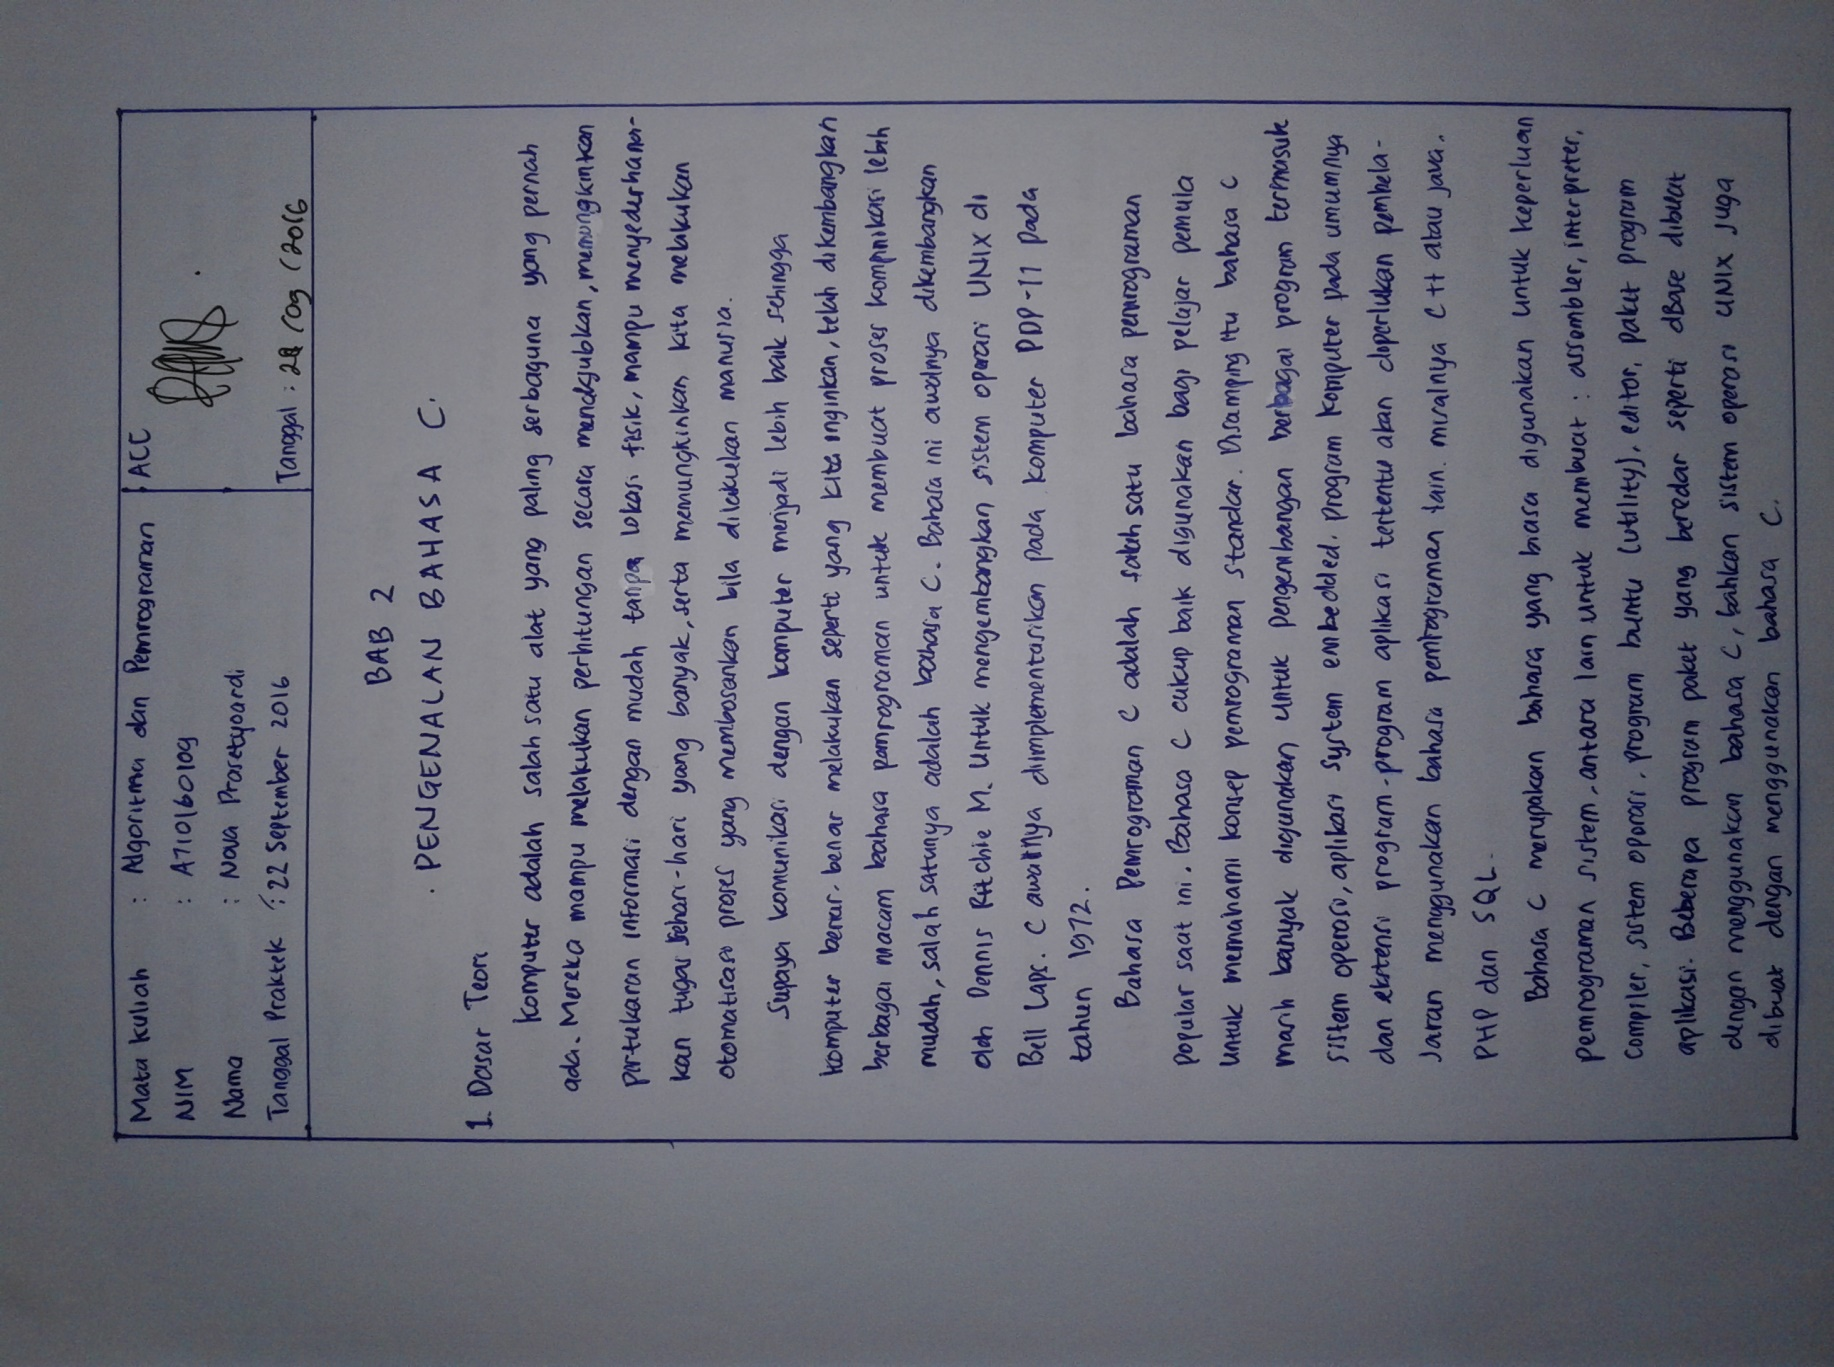 Mata kuliah : Algoritma dan Pemrograman
NIM : A710160109
Nama : Nova Prasetyoardi
Tanggal Praktek : 22 September 2016
ACC
Tanggal : 28 / 09 / 2016
BAB 2
PENGENALAN BAHASA C.
1. Dasar Teori
Komputer adalah salah satu alat yang paling serbaguna yang pernah
ada. Mereka mampu melakukan perhitungan secara menakjubkan, memungkinkan
pertukaran informasi dengan mudah tanpa lokasi fisik, mampu menyederhana-
kan tugas sehari-hari yang banyak, serta memungkinkan kita melakukan
otomatisasi proses yang membosankan bila dilakukan manusia.
Supaya komunikasi dengan komputer menjadi lebih baik sehingga
komputer benar-benar melakukan seperti yang kita inginkan, telah dikembangkan
berbagai macam bahasa pemrograman untuk membuat proses kompnikasi lebih
mudah, salah satunya adalah bahasa C. Bahasa ini awalnya dikembangkan
oleh Dennis Ritchie M. Untuk mengembangkan sistem operasi UNIX di
Bell Laps. C awalnya diimplementasikan pada komputer PDP-11 pada
tahun 1972.
Bahasa Pemrograman C adalah salah satu bahasa pemrograman
popular saat ini. Bahasa C cukup baik digunakan bagi pelajar pemula
untuk memahami konsep pemrograman standar. Disamping itu bahasa C
masih banyak digunakan untuk pengembangan berbagai program termasuk
sistem operasi, aplikasi system embedded. Program komputer pada umumnya
dan ekstensi program-program aplikasi tertentu akan diperlukan pembela-
jaran menggunakan bahasa pemrograman lain. misalnya C++ atau java.
PHP dan SQL.
Bahasa C merupakan bahasa yang biasa digunakan untuk keperluan
pemrograman sistem, antara lain untuk membuat : assembler, interpreter,
compiler, sistem operasi, program bantu (utility), editor, paket program
aplikasi. Beberapa program paket yang beredar seperti dBase dibuat
dengan menggunakan bahasa C, bahkan sistem operasi UNIX juga
dibuat dengan menggunakan bahasa C.